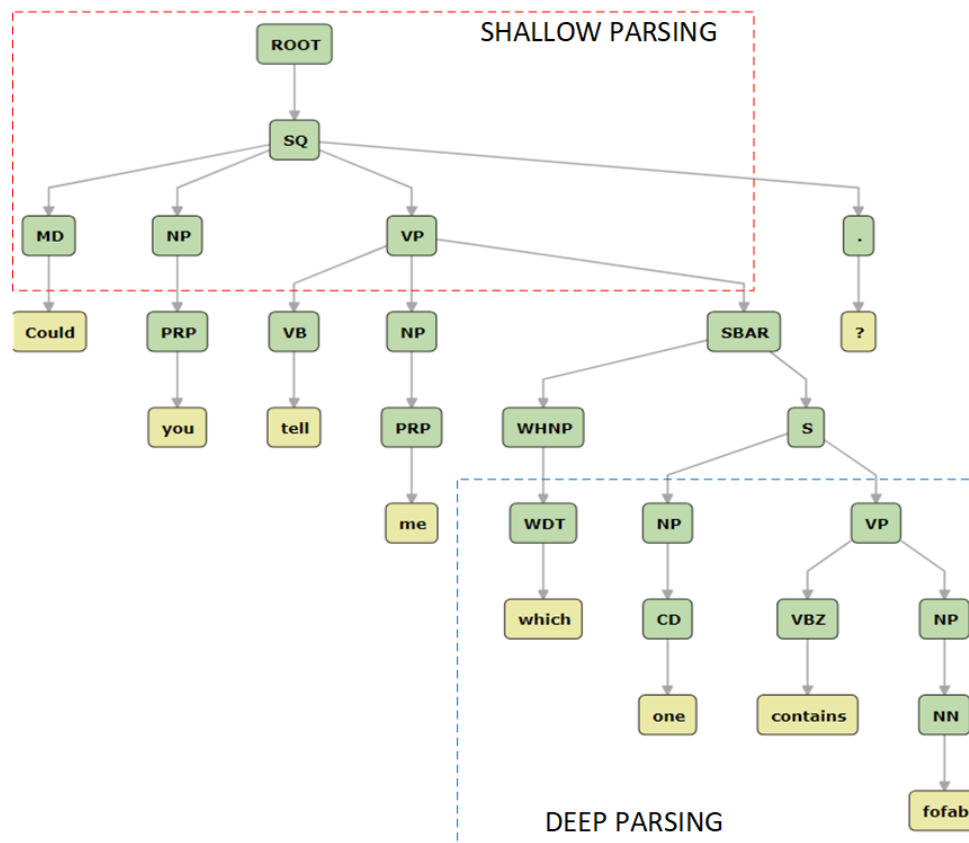 SHALLOW PARSING
ROOT
SQ
MD NP VP .
Could PRP VB NP SBAR ?
you tell PRP WHNP S
me WDT NP VP
which CD VBZ NP
one contains NN
fofab
DEEP PARSING